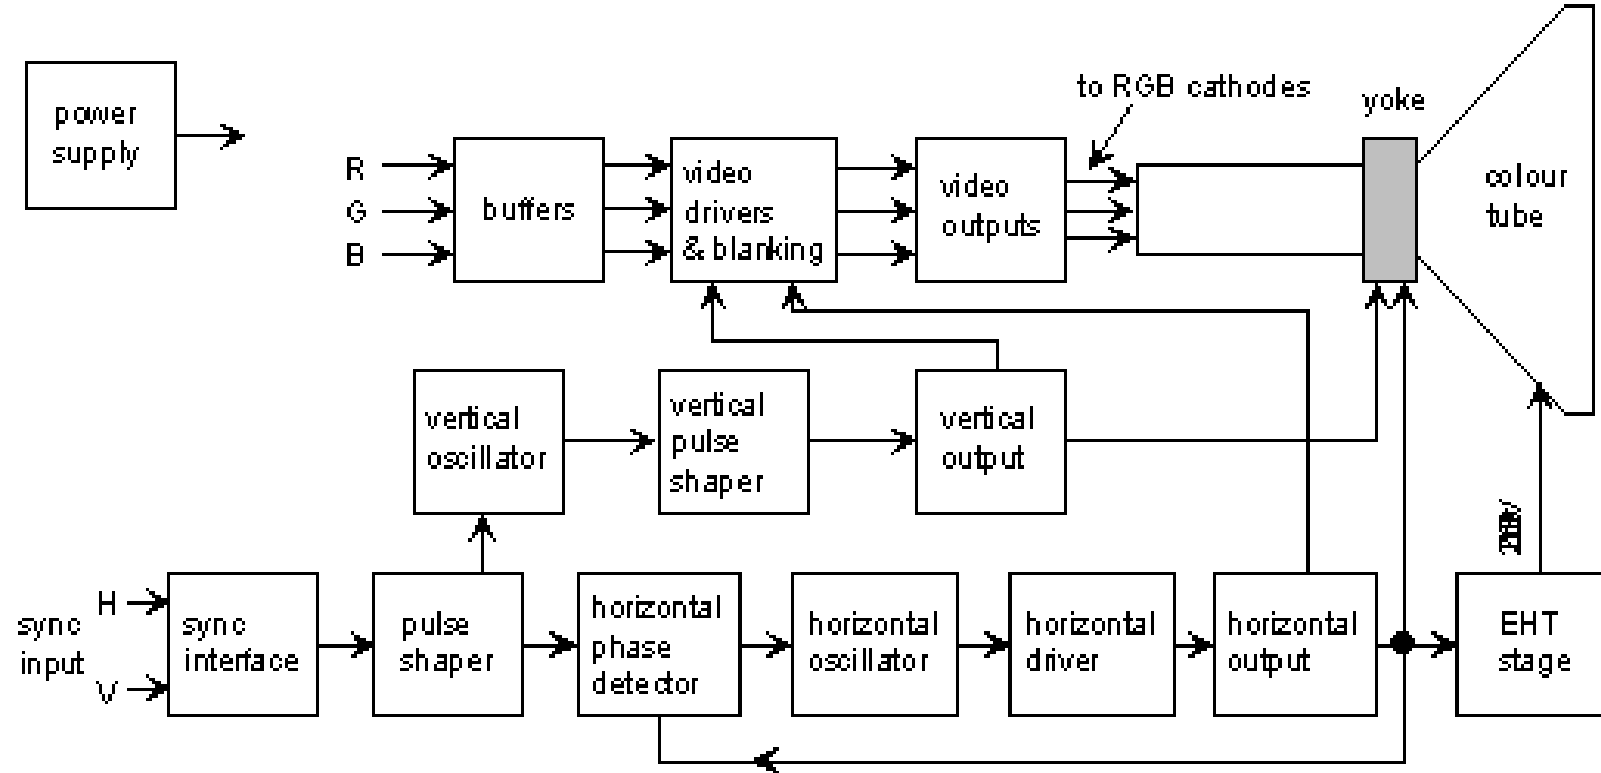 to RGB cathodes
yoke
power
supply
R
G
B
buffers
video
drivers
& blanking
video
outputs
colour
tube
vertical
oscillator
vertical
pulse
shaper
vertical
output
sync
input
H
V
sync
interface
pulse
shaper
horizontal
phase
detector
horizontal
oscillator
horizontal
driver
horizontal
output
EHT
stage